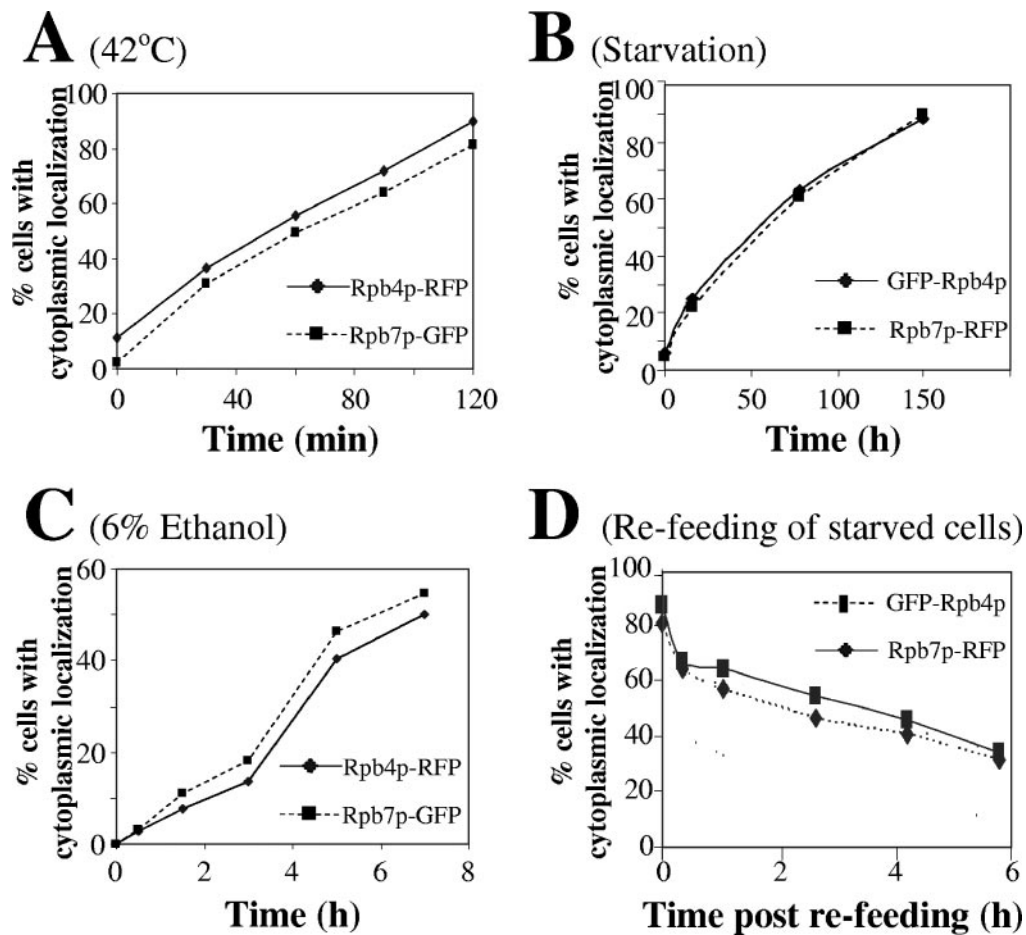 A (42°C)
% cells with
cytoplasmic localization
100
80
60
40
20
0
Rpb4p-RFP
Rpb7p-GFP
0 40 80 120
Time (min)
B (Starvation)
% cells with
cytoplasmic localization
100
80
60
40
20
0
GFP-Rpb4p
Rpb7p-RFP
0 50 100 150
Time (h)
C (6% Ethanol)
% cells with
cytoplasmic localization
60
40
20
0
Rpb4p-RFP
Rpb7p-GFP
0 2 4 6 8
Time (h)
D (Re-feeding of starved cells)
% cells with
cytoplasmic localization
100
80
60
40
20
0
GFP-Rpb4p
Rpb7p-RFP
0 2 4 6
Time post re-feeding (h)